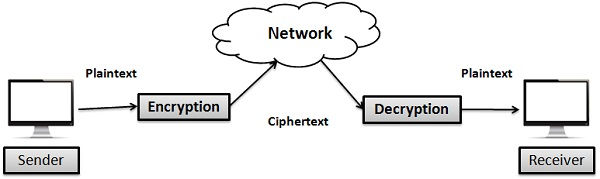 Network
Plaintext
Plaintext
Encryption
Decryption
Ciphertext
Sender
Receiver